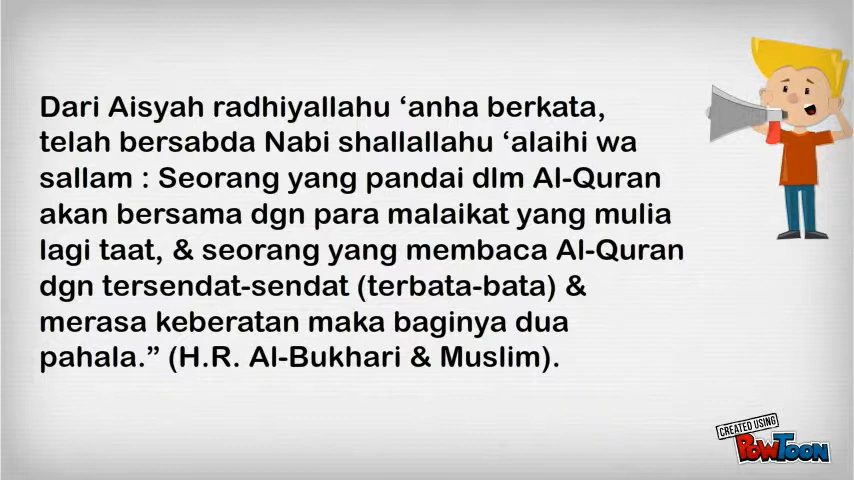 Dari Aisyah radhiyallahu ‘anha berkata,
telah bersabda Nabi shallallahu ‘alaihi wa
sallam : Seorang yang pandai dlm Al-Quran
akan bersama dgn para malaikat yang mulia
lagi taat, & seorang yang membaca Al-Quran
dgn tersendat-sendat (terbata-bata) &
merasa keberatan maka baginya dua
pahala.” (H.R. Al-Bukhari & Muslim).
CREATED USING
POWTOON